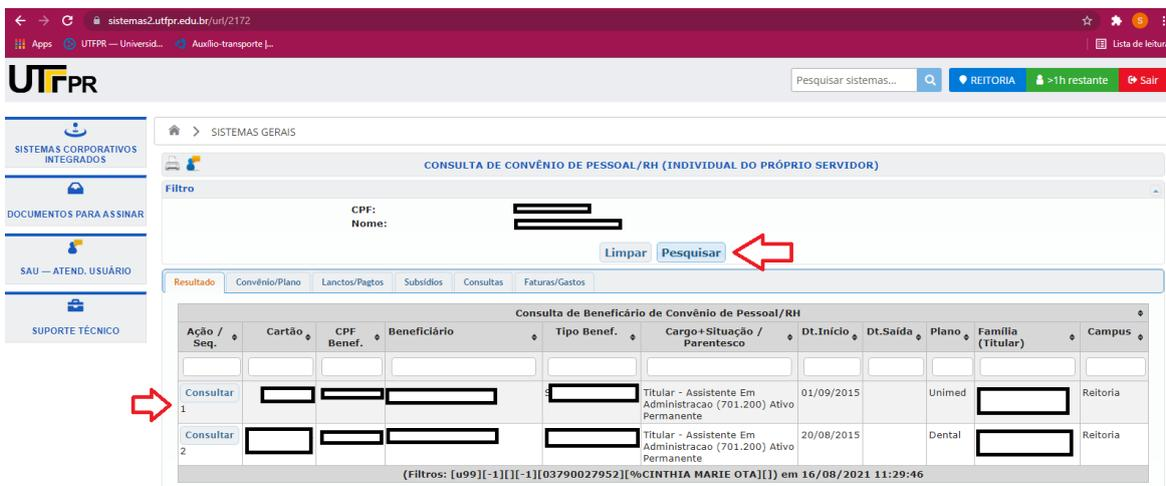 sistemas2.utfpr.edu.br/url/2172
S
Apps UTFPR — Universid... Auxílio-transporte |... Lista de leitura
UTFPR
Pesquisar sistemas... REITORIA >1h restante Sair
SISTEMAS CORPORATIVOS INTEGRADOS
DOCUMENTOS PARA ASSINAR
SAU — ATEND. USUÁRIO
SUPORTE TÉCNICO
> SISTEMAS GERAIS
CONSULTA DE CONVÊNIO DE PESSOAL/RH (INDIVIDUAL DO PRÓPRIO SERVIDOR)
Filtro
CPF:
Nome:
Limpar Pesquisar
Resultado Convênio/Plano Lanctos/Pagtos Subsídios Consultas Faturas/Gastos
Consulta de Beneficário de Convênio de Pessoal/RH
Ação / Seq. Cartão CPF Benef. Beneficiário Tipo Benef. Cargo+Situação / Parentesco Dt.Início Dt.Saída Plano Família (Titular) Campus
Consultar 1 Titular - Assistente Em Administracao (701.200) Ativo Permanente 01/09/2015 Unimed Reitoria
Consultar 2 Titular - Assistente Em Administracao (701.200) Ativo Permanente 20/08/2015 Dental Reitoria
(Filtros: [u99][-1][][-1][03790027952][%CINTHIA MARIE OTA][]) em 16/08/2021 11:29:46